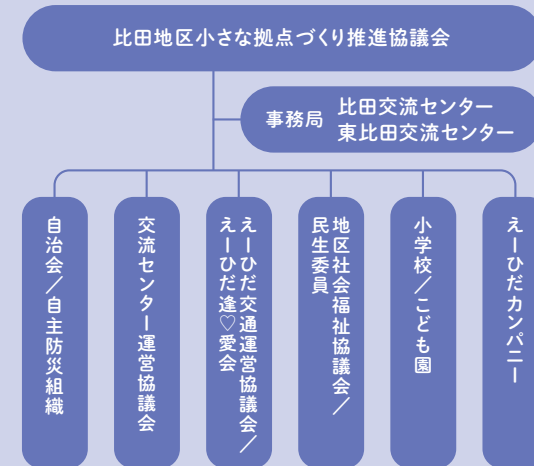 比田地区小さな拠点づくり推進協議会
事務局
比田交流センター
東比田交流センター
自治会／自主防災組織
交流センター運営協議会
えーひだ交通運営協議会／
えーひだ逢♡愛会
地区社会福祉協議会／
民生委員
小学校／こども園
えーひだカンパニー